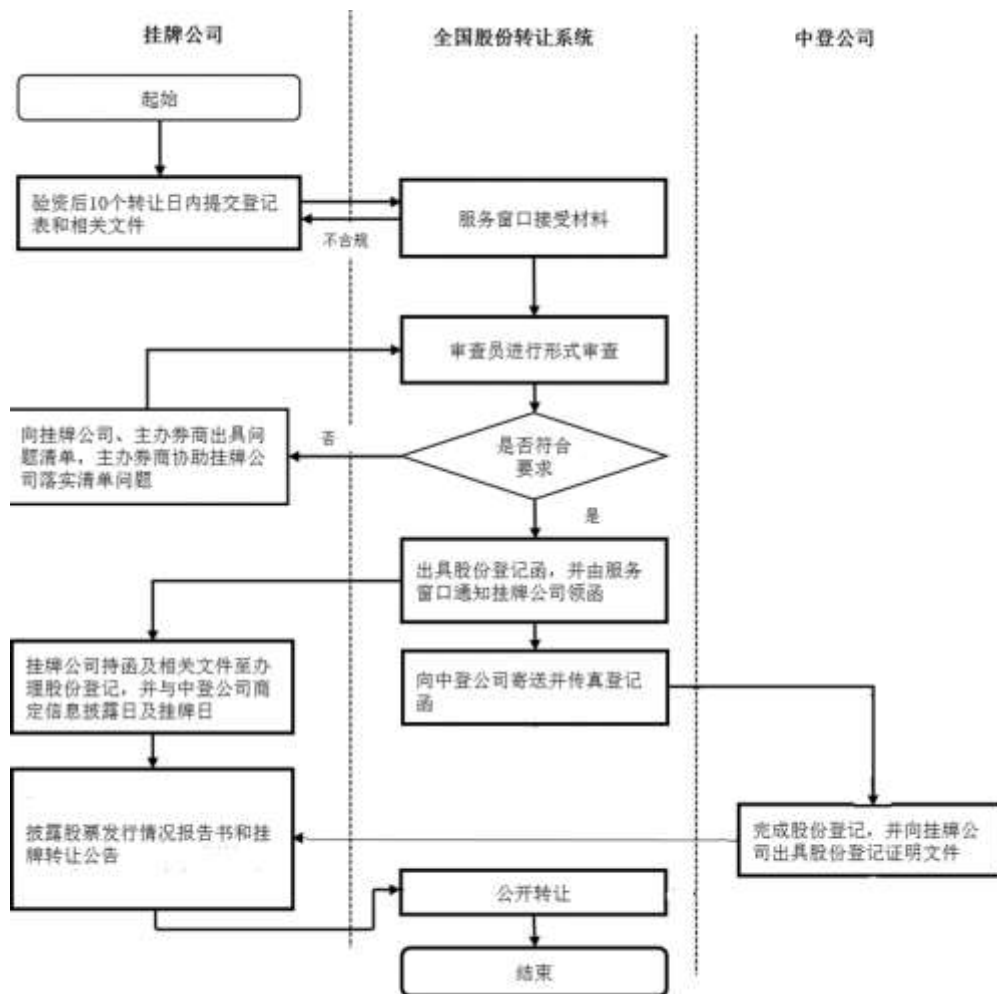 挂牌公司
全国股份转让系统
中登公司
起始
验资后10个转让日内提交登记
表和相关文件
服务窗口接受材料
不合规
审查员进行形式审查
向挂牌公司、主办券商出具问
题清单，主办券商协助挂牌公
司落实清单问题
否
是否符合
要求
是
出具股份登记函，并由服务
窗口通知挂牌公司领函
挂牌公司持函及相关文件至办
理股份登记，并与中登公司商
定信息披露日及挂牌日
向中登公司寄送并传真登记
函
披露股票发行情况报告书和挂
牌转让公告
完成股份登记，并向挂牌公
司出具股份登记证明文件
公开转让
结束